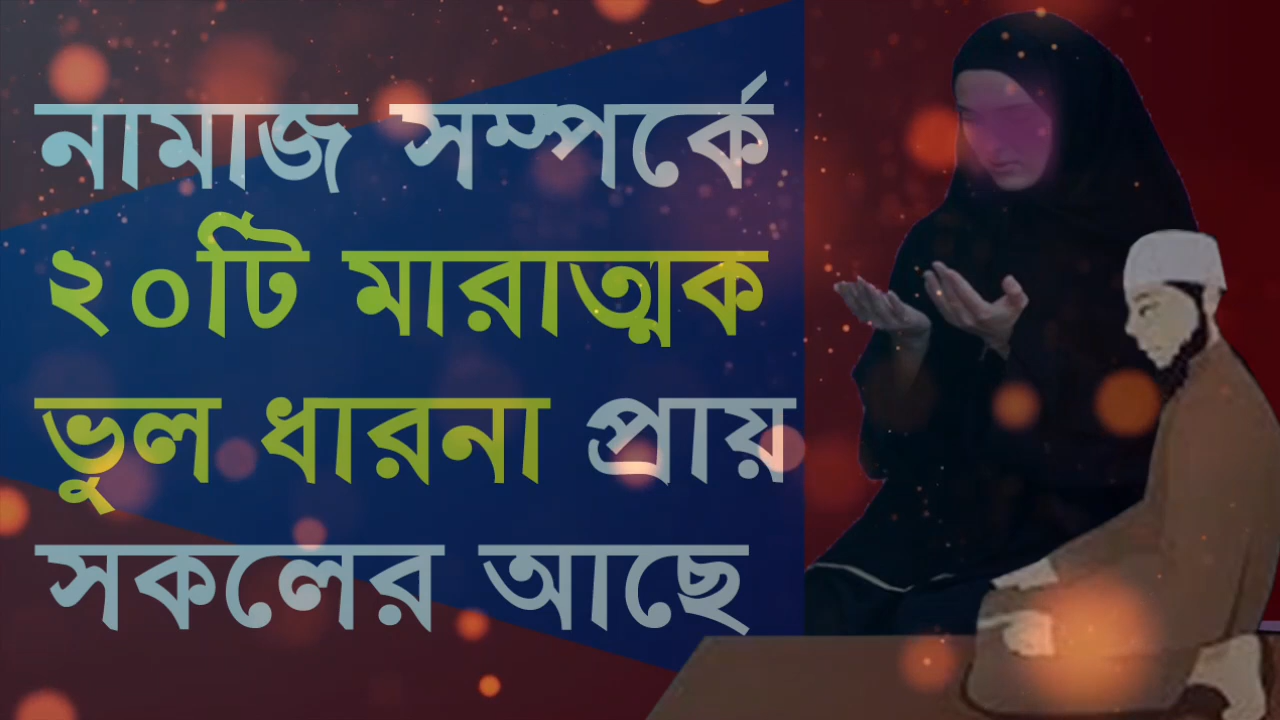 নামাজ সম্পর্কে
২০টি মারাত্মক
ভুল ধারনা প্রায়
সকলের আছে